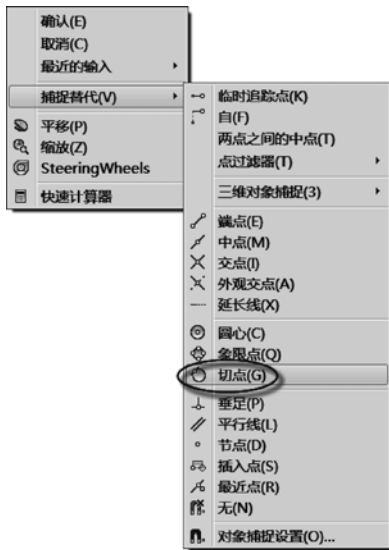 确认(E)
取消(C)
最近的输入
捕捉替代(V)
平移(P)
缩放(Z)
SteeringWheels
快速计算器
临时追踪点(K)
自(F)
两点之间的中点(T)
点过滤器(T)
三维对象捕捉(3)
端点(E)
中点(M)
交点(I)
外观交点(A)
延长线(X)
圆心(C)
象限点(Q)
切点(G)
垂足(P)
平行线(L)
节点(D)
插入点(S)
最近点(R)
无(N)
对象捕捉设置(O)...